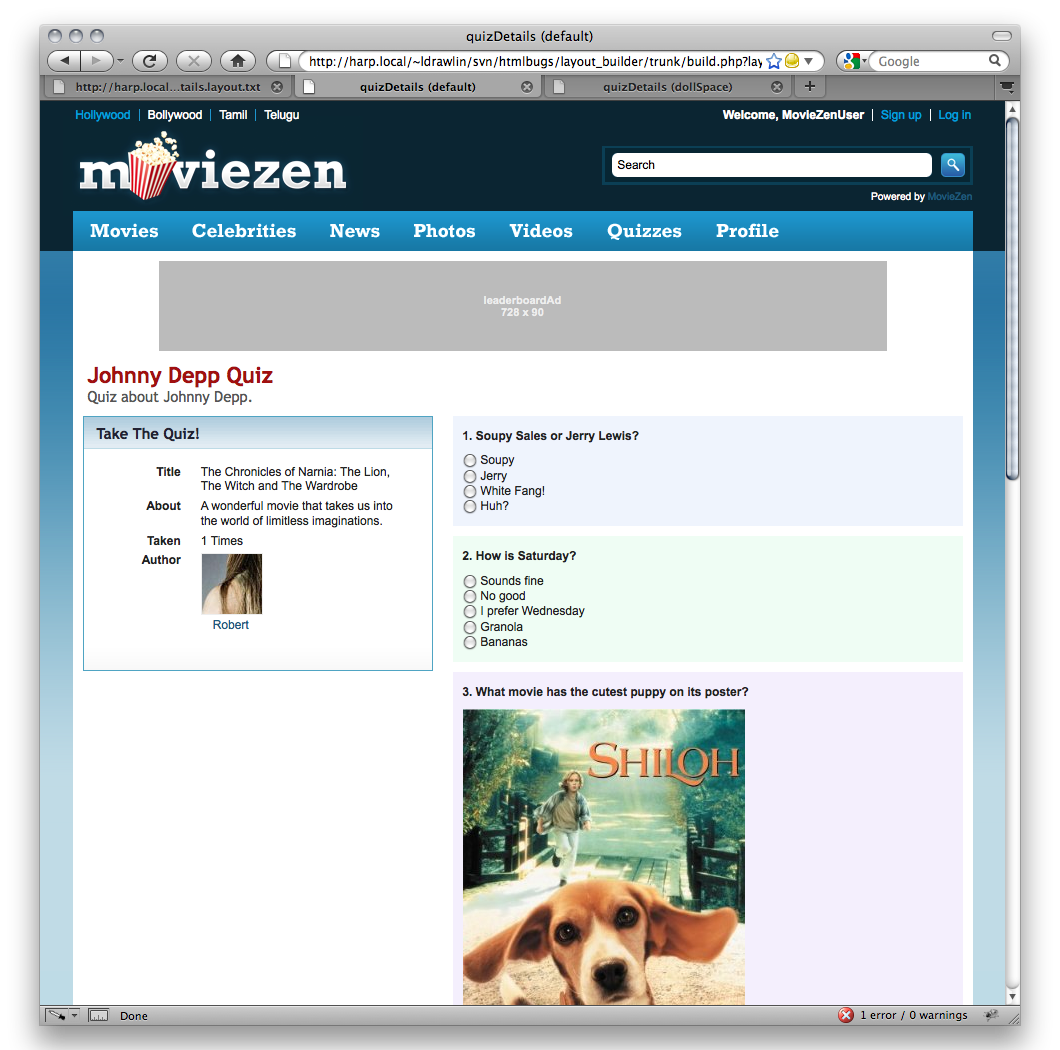 quizDetails (default)
http://harp.local/~ldrawlin/svn/htmlbugs/layout_builder/trunk/build.php?lay
Google
http://harp.local...tails.layout.txt
quizDetails (default)
quizDetails (dollSpace)
Hollywood | Bollywood | Tamil | Telugu
Welcome, MovieZenUser | Sign up | Log In
moviezen
Search
Powered by MovieZen
Movies Celebrities News Photos Videos Quizzes Profile
leaderboardAd
728 x 90
Johnny Depp Quiz
Quiz about Johnny Depp.
Take The Quiz!
Title The Chronicles of Narnia: The Lion,
The Witch and The Wardrobe
About A wonderful movie that takes us into
the world of limitless imaginations.
Taken 1 Times
Author
Robert
1. Soupy Sales or Jerry Lewis?
Soupy
Jerry
White Fang!
Huh?
2. How is Saturday?
Sounds fine
No good
I prefer Wednesday
Granola
Bananas
3. What movie has the cutest puppy on its poster?
SHILOH
Done
1 error / 0 warnings